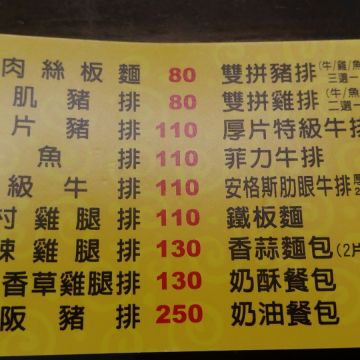 肉絲板麵 80
肌豬排 80
片豬排 110
魚排 110
級牛排 110
村雞腿排 110
辣雞腿排 130
香草雞腿排 130
阪豬排 250
雙拼豬排(牛/雞/魚三選一
雙拼雞排(牛/魚二選
厚片特級牛排
菲力牛排
安格斯肋眼牛排
鐵板麵
香蒜麵包(2片
奶酥餐包
奶油餐包